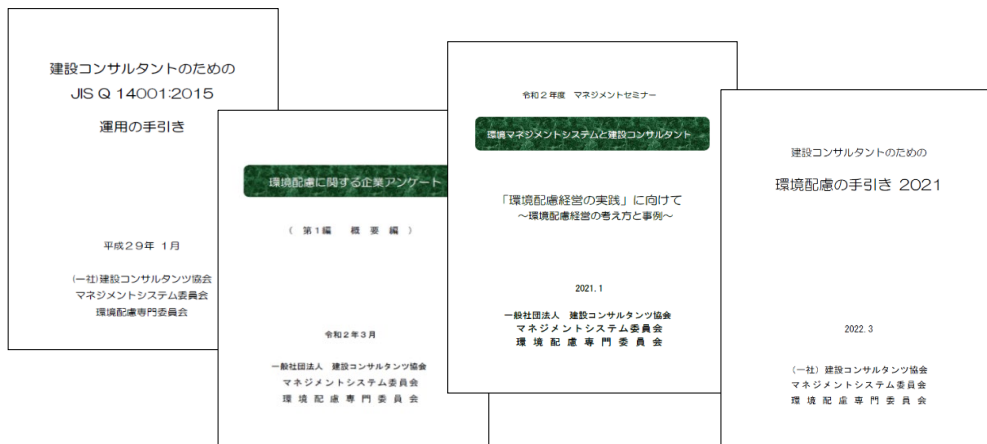 建設コンサルタントのための
JIS Q 14001:2015
運用の手引き
平成29年 1月
(一社)建設コンサルタンツ協会
マネジメントシステム委員会
環境配慮専門委員会
環境配慮に関する企業アンケート
( 第1編 概要編 )
令和2年3月
一般社団法人 建設コンサルタンツ協会
マネジメントシステム委員会
環境配慮専門委員会
令和2年度 マネジメントセミナー
環境マネジメントシステムと建設コンサルタント
「環境配慮経営の実践」に向けて
～環境配慮経営の考え方と事例～
2021.1
一般社団法人 建設コンサルタンツ協会
マネジメントシステム委員会
環境配慮専門委員会
建設コンサルタントのための
環境配慮の手引き 2021
2022.3
(一社) 建設コンサルタンツ協会
マネジメントシステム委員会
環境配慮専門委員会